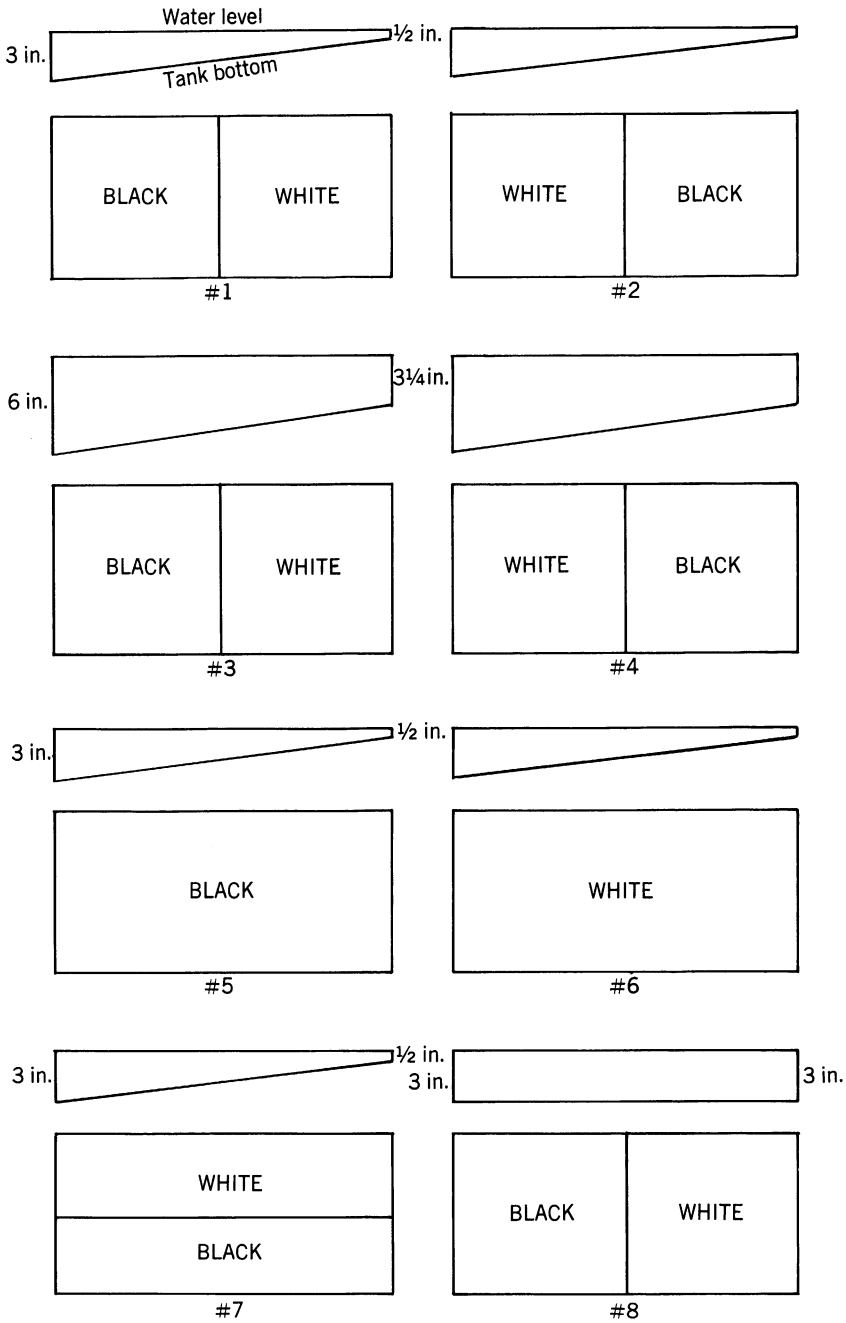 Water level
3 in.
½ in.
Tank bottom
BLACK WHITE
WHITE BLACK
#1
#2
6 in.
3¼in.
BLACK WHITE
WHITE BLACK
#3
#4
3 in.
½ in.
BLACK
WHITE
#5
#6
3 in.
½ in.
3 in.
3 in.
WHITE
BLACK
BLACK WHITE
#7
#8